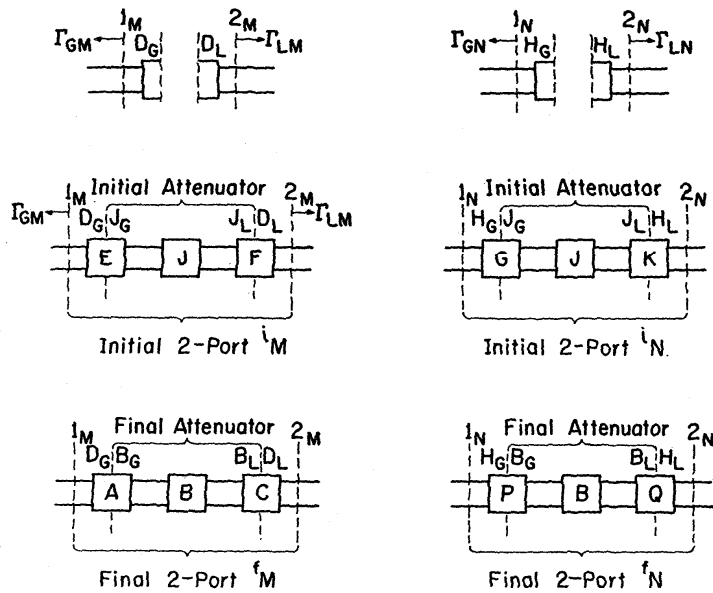 1M 2M
ΓGM DG DL ΓLM
1N 2N
ΓGN HG HL ΓLN
Initial Attenuator
1M 2M
ΓGM DG JG JL DL ΓLM
E J F
Initial 2-Port iM
Initial Attenuator
1N 2N
HG JG JL HL
G J K
Initial 2-Port iN.
Final Attenuator
1M 2M
DG BG BL DL
A B C
Final 2-Port fM
Final Attenuator
1N 2N
HG BG BL HL
P B Q
Final 2-Port fN